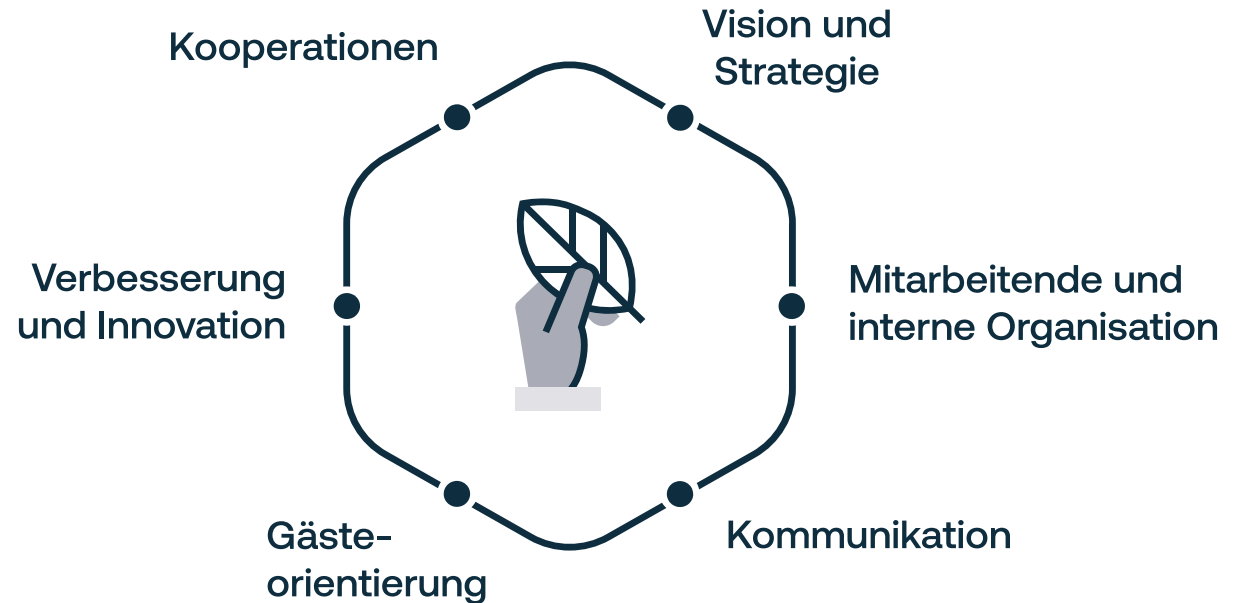 Kooperationen
Vision und
Strategie
Verbesserung
und Innovation
Mitarbeitende und
interne Organisation
Gäste-
orientierung
Kommunikation